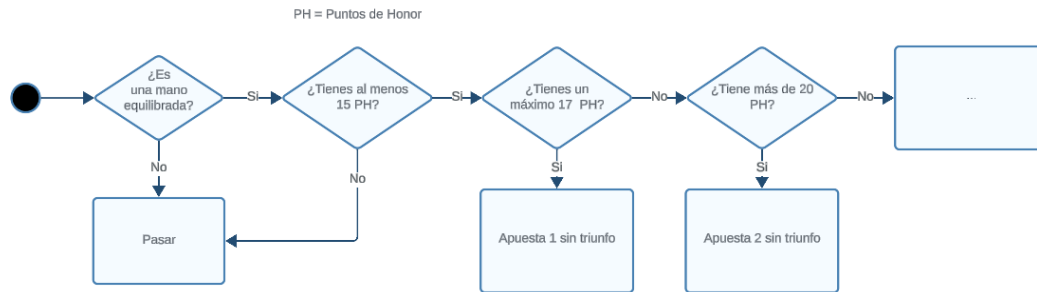 PH = Puntos de Honor
¿Es
una mano
equilibrada?
Si
¿Tienes al menos
15 PH?
Si
¿Tienes un
máximo 17 PH?
No
¿Tiene más de 20
PH?
No
...
No
No
Si
Si
Pasar
Apuesta 1 sin triunfo
Apuesta 2 sin triunfo